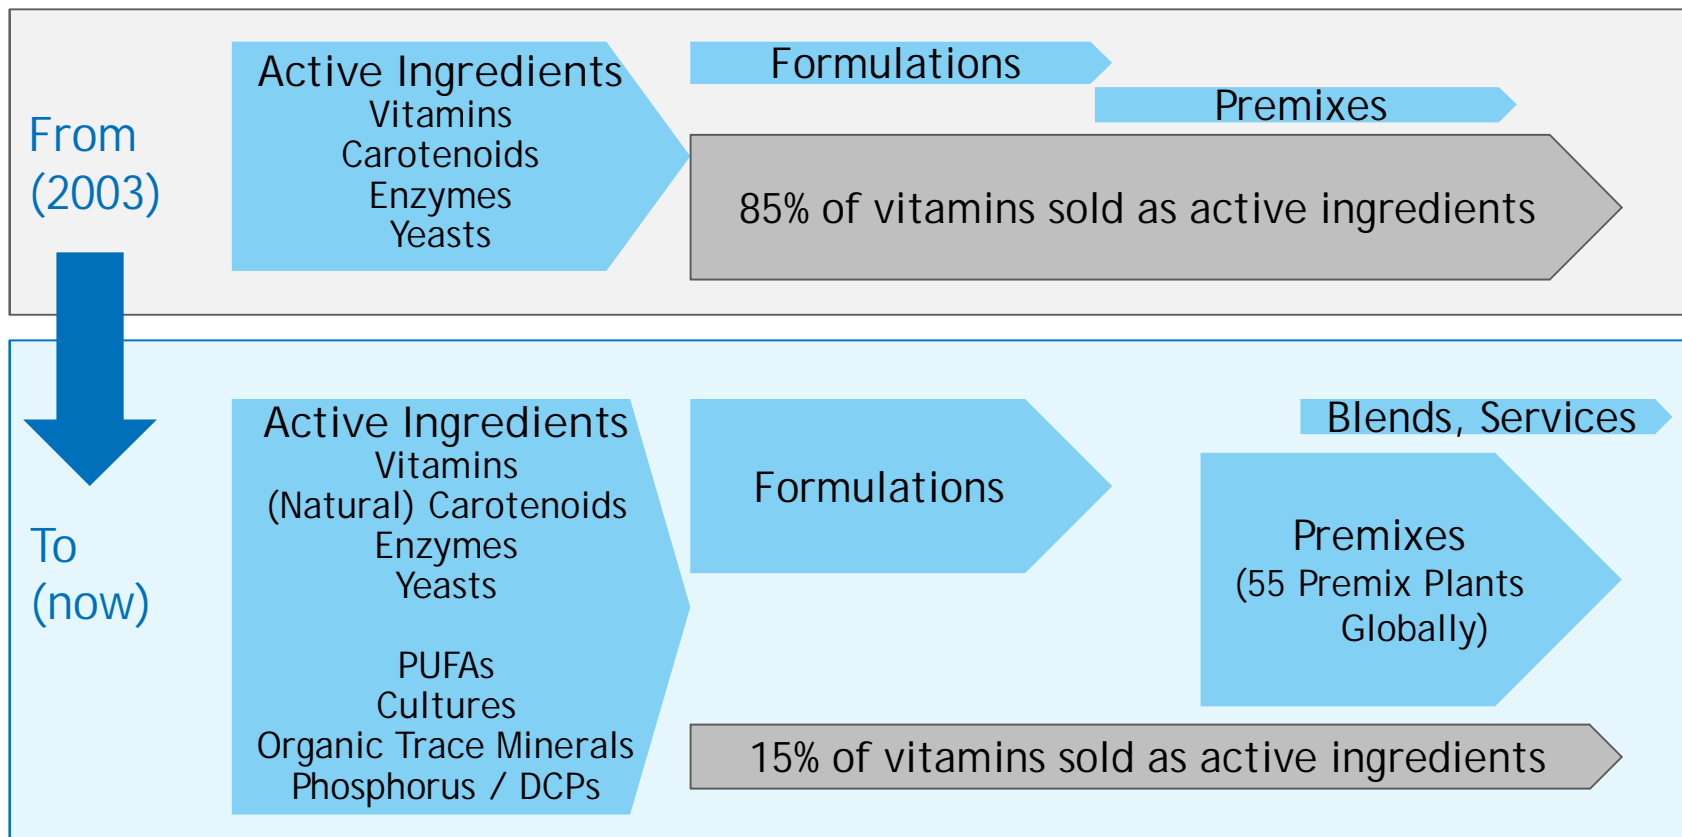 From
(2003)
Active Ingredients
Vitamins
Carotenoids
Enzymes
Yeasts
Formulations
Premixes
85% of vitamins sold as active ingredients
To
(now)
Active Ingredients
Vitamins
(Natural) Carotenoids
Enzymes
Yeasts
PUFAs
Cultures
Organic Trace Minerals
Phosphorus / DCPs
Formulations
Blends, Services
Premixes
(55 Premix Plants
Globally)
15% of vitamins sold as active ingredients